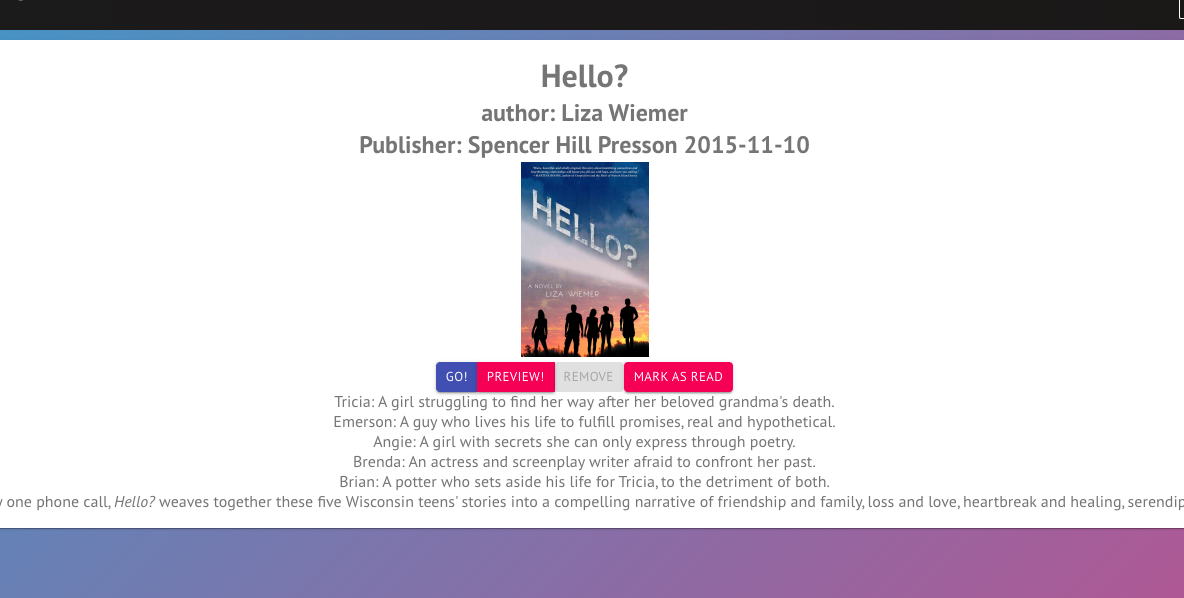 Hello?
author: Liza Wiemer
Publisher: Spencer Hill Presson 2015-11-10
HELLO?
A NOVEL BY
LIZA WIEMER
GO! PREVIEW! REMOVE MARK AS READ
Tricia: A girl struggling to find her way after her beloved grandma's death.
Emerson: A guy who lives his life to fulfill promises, real and hypothetical.
Angie: A girl with secrets she can only express through poetry.
Brenda: An actress and screenplay writer afraid to confront her past.
Brian: A potter who sets aside his life for Tricia, to the detriment of both.
y one phone call, Hello? weaves together these five Wisconsin teens' stories into a compelling narrative of friendship and family, loss and love, heartbreak and healing, serendip